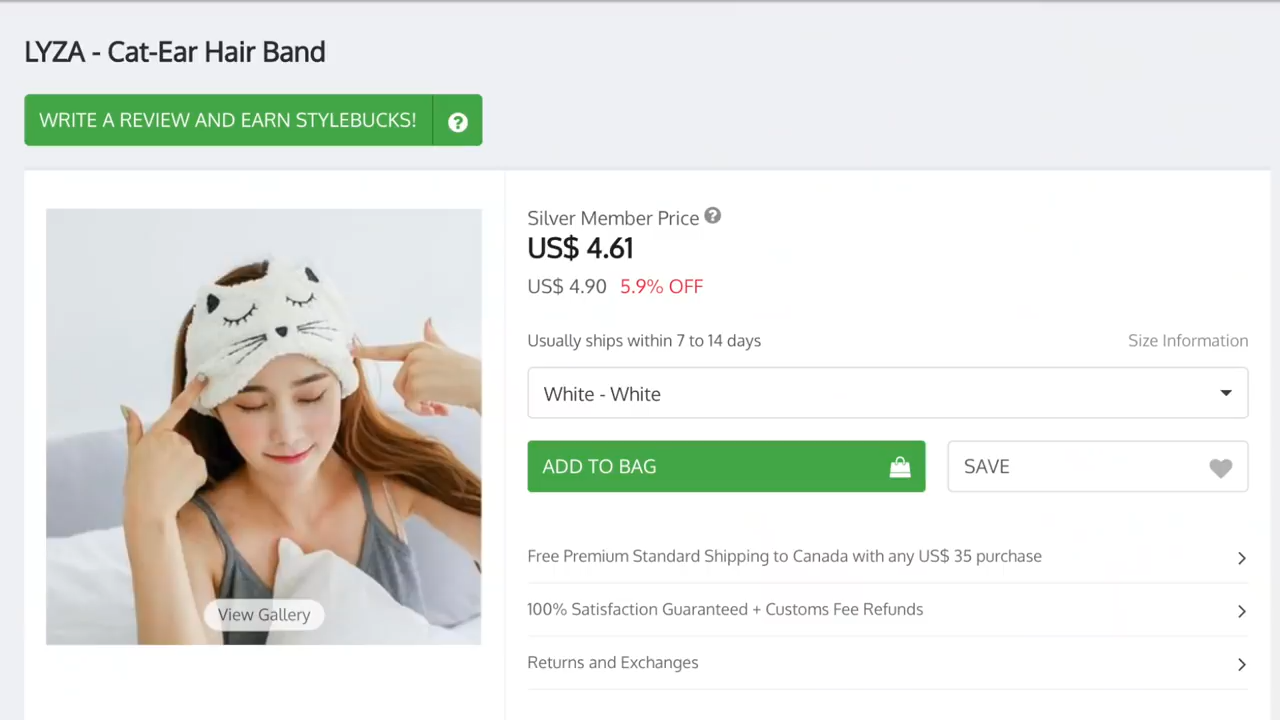 LYZA - Cat-Ear Hair Band
WRITE A REVIEW AND EARN STYLEBUCKS! ?
Silver Member Price ?
US$ 4.61
US$ 4.90 5.9% OFF
Usually ships within 7 to 14 days Size Information
White - White
ADD TO BAG SAVE
Free Premium Standard Shipping to Canada with any US$ 35 purchase
100% Satisfaction Guaranteed + Customs Fee Refunds
View Gallery
Returns and Exchanges